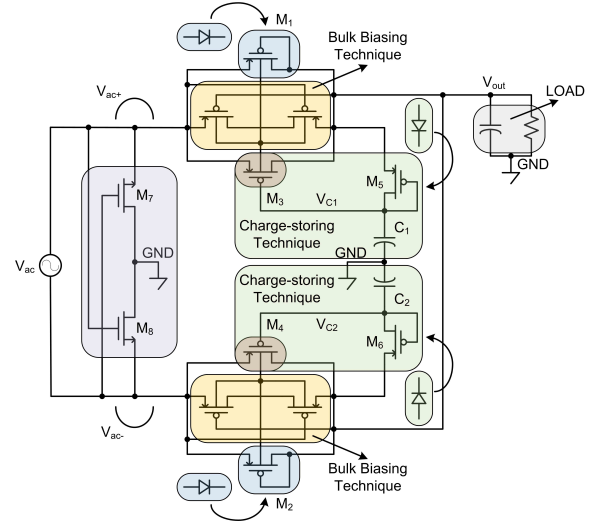 M1
Bulk Biasing
Technique
Vac+
Vout
LOAD
GND
M3
VC1
M5
Charge-storing
Technique
C1
M7
GND
GND
Vac
Charge-storing
Technique
C2
M8
M4
VC2
M6
Vac-
Bulk Biasing
Technique
M2